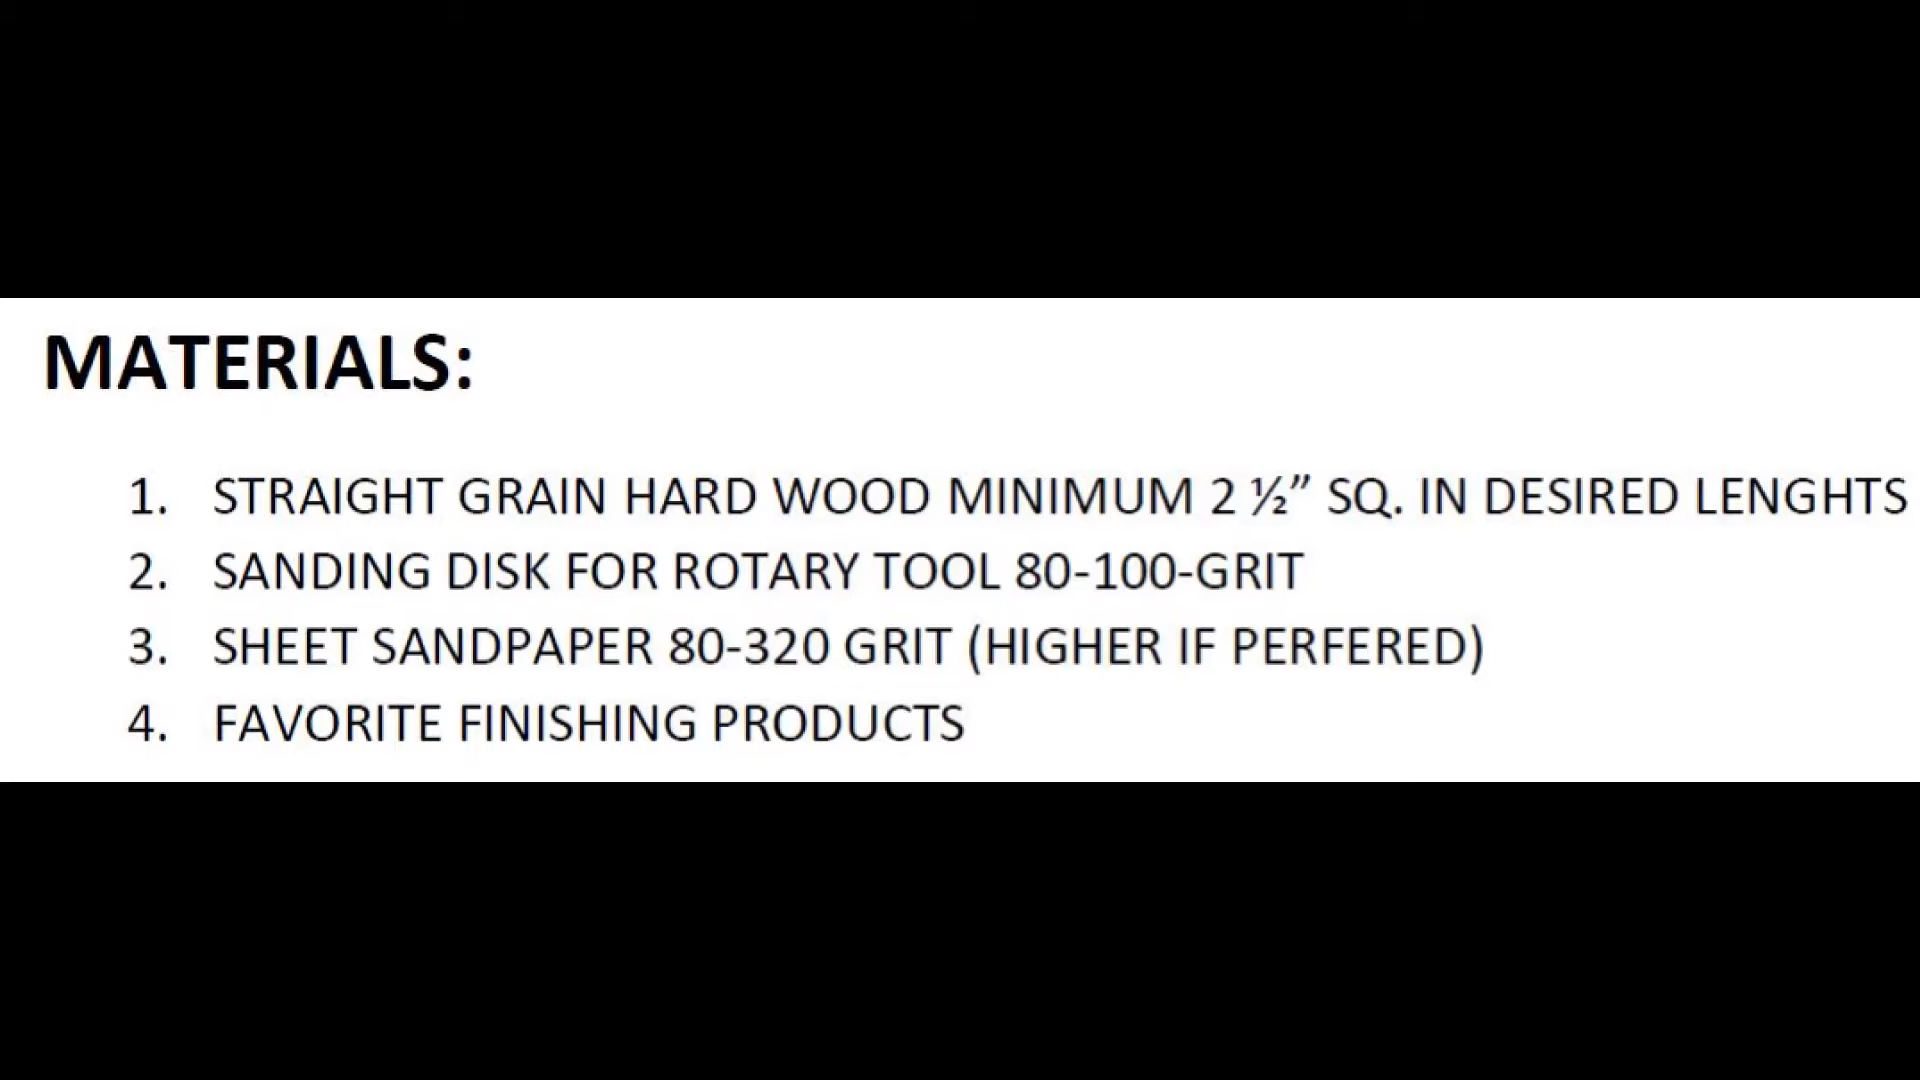 MATERIALS:
1. STRAIGHT GRAIN HARD WOOD MINIMUM 2 ½” SQ. IN DESIRED LENGHTS
2. SANDING DISK FOR ROTARY TOOL 80-100-GRIT
3. SHEET SANDPAPER 80-320 GRIT (HIGHER IF PERFERED)
4. FAVORITE FINISHING PRODUCTS